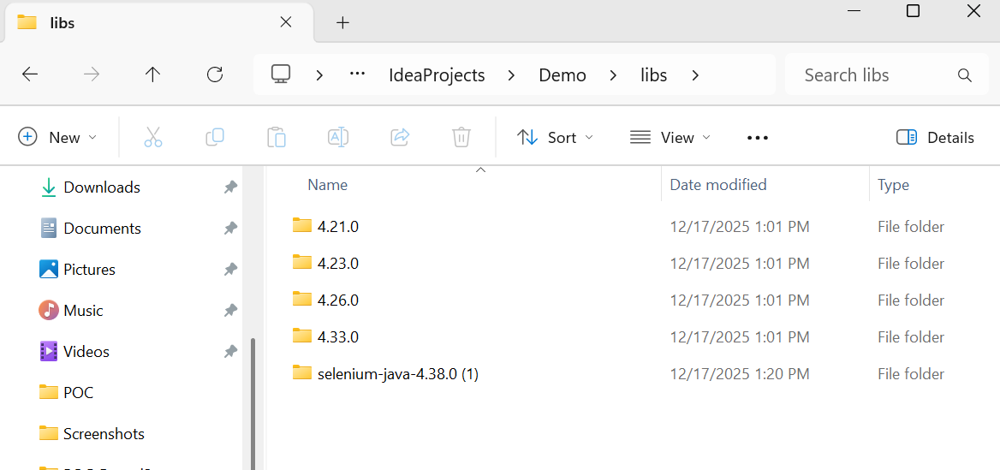 libs
IdeaProjects Demo libs Search libs
New Sort View Details
Name Date modified Type
Downloads
Documents
Pictures
Music
Videos
POC
Screenshots
4.21.0 12/17/2025 1:01 PM File folder
4.23.0 12/17/2025 1:01 PM File folder
4.26.0 12/17/2025 1:01 PM File folder
4.33.0 12/17/2025 1:01 PM File folder
selenium-java-4.38.0 (1) 12/17/2025 1:20 PM File folder